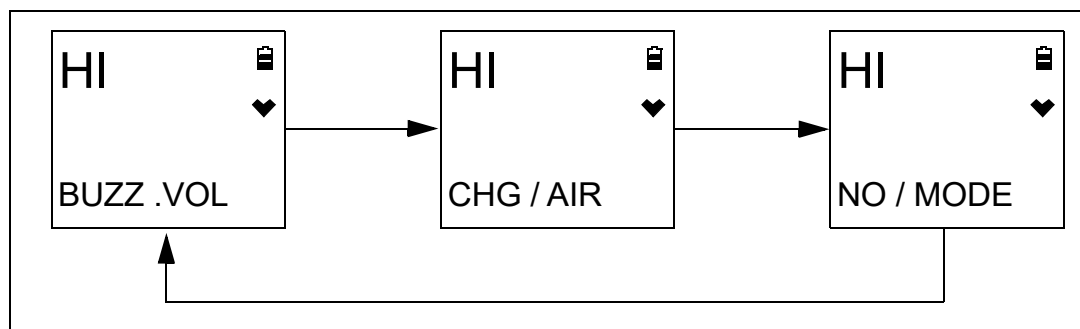 HI
BUZZ .VOL
HI
CHG / AIR
HI
NO / MODE